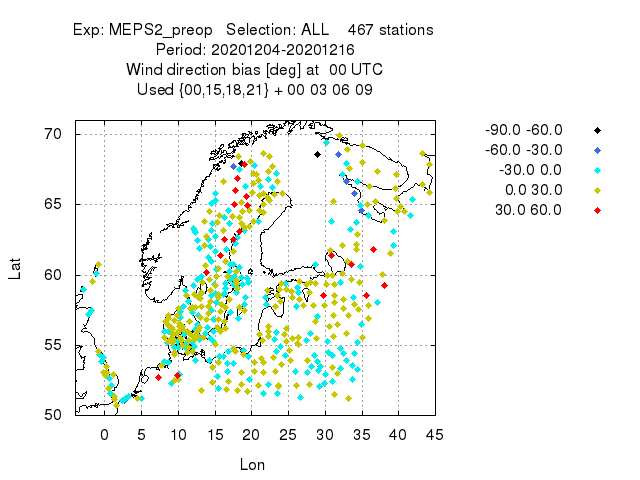 Exp: MEPS2_preop   Selection: ALL    467 stations
Period: 20201204-20201216
Wind direction bias [deg] at  00 UTC
Used {00,15,18,21} + 00 03 06 09
-90.0 -60.0
-60.0 -30.0
-30.0  0.0
0.0 30.0
30.0 60.0
Lat
70
65
60
55
50
0 5 10 15 20 25 30 35 40 45
Lon